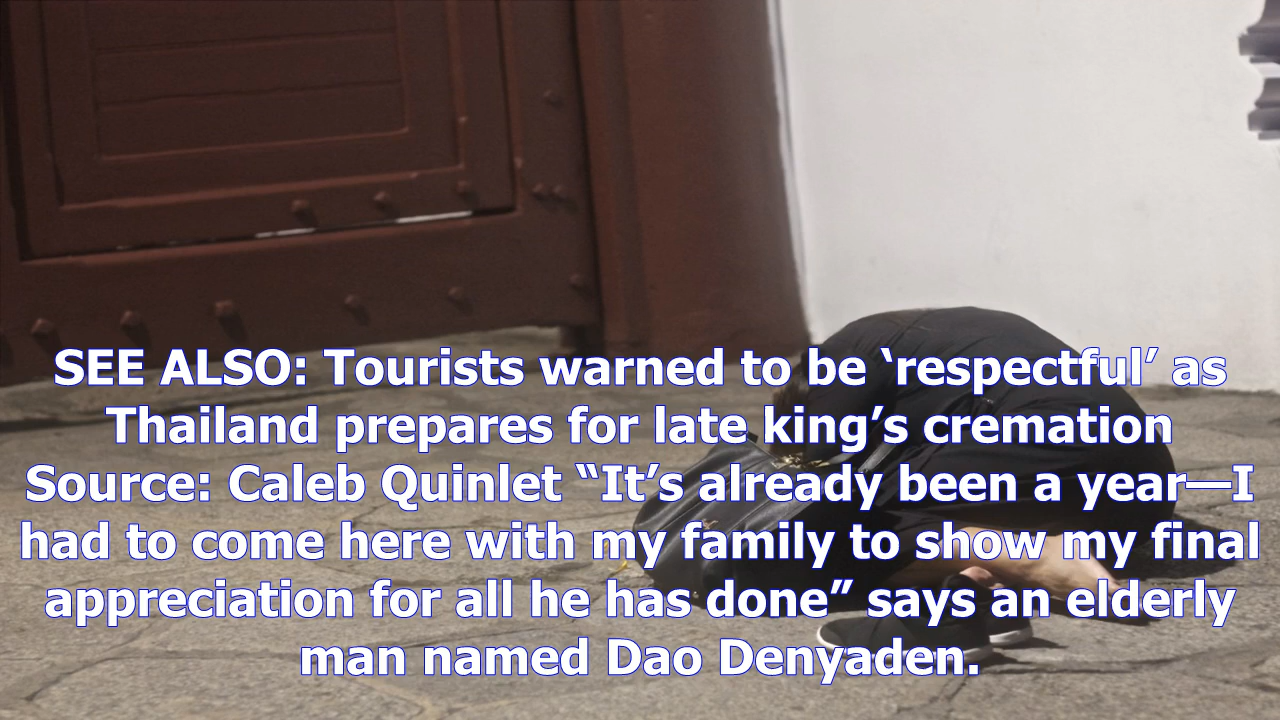 SEE ALSO: Tourists warned to be ‘respectful’ as
Thailand prepares for late king’s cremation
Source: Caleb Quinlet “It’s already been a year—I
had to come here with my family to show my final
appreciation for all he has done” says an elderly
man named Dao Denyaden.